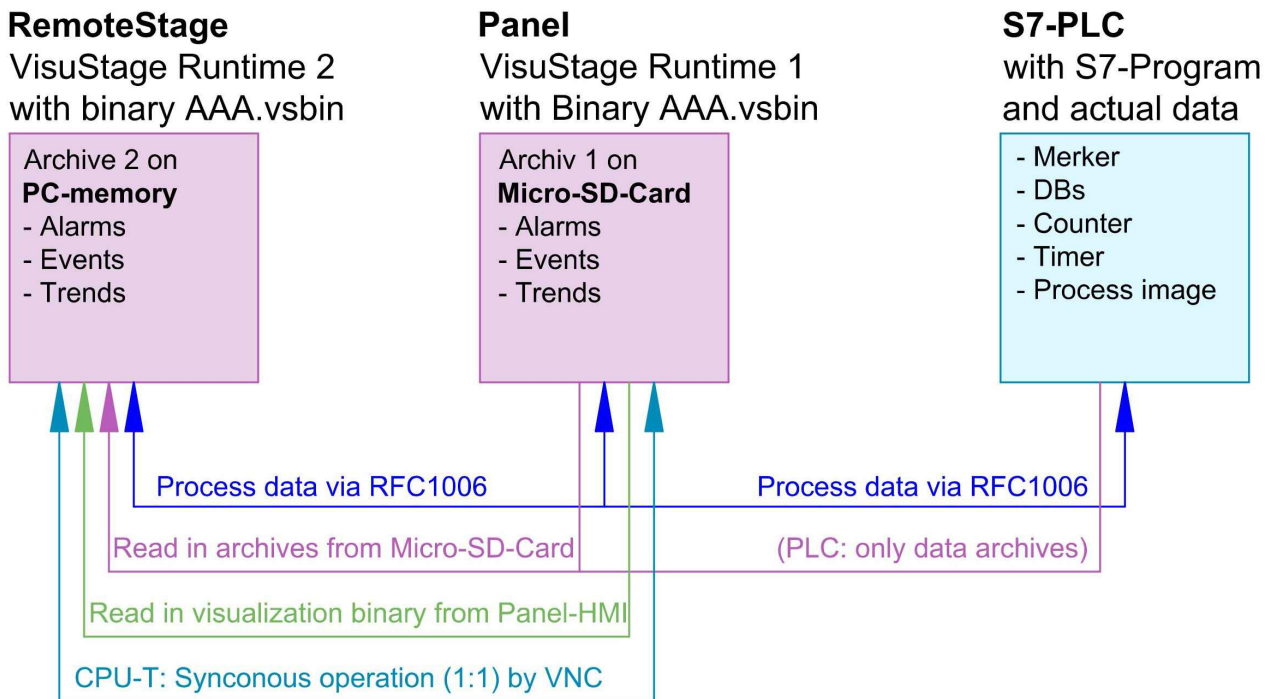 RemoteStage
VisuStage Runtime 2
with binary AAA.vsbin
Archive 2 on
PC-memory
- Alarms
- Events
- Trends
Panel
VisuStage Runtime 1
with Binary AAA.vsbin
Archiv 1 on
Micro-SD-Card
- Alarms
- Events
- Trends
S7-PLC
with S7-Program
and actual data
- Merker
- DBs
- Counter
- Timer
- Process image
Process data via RFC1006
Process data via RFC1006
Read in archives from Micro-SD-Card
(PLC: only data archives)
Read in visualization binary from Panel-HMI
CPU-T: Synconous operation (1:1) by VNC